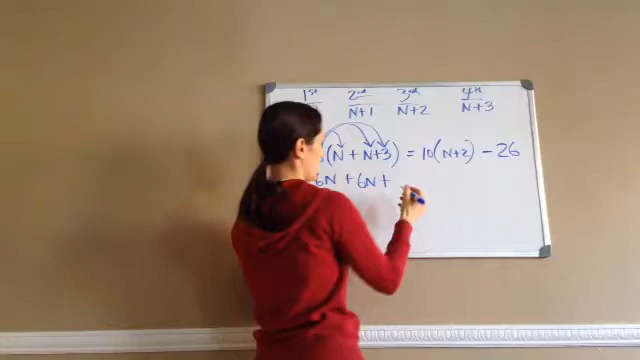 1st 2nd 3rd 4th
N+1 N+2 N+3
(N + N+3) = 10(N+2) - 26
6N + 6N +